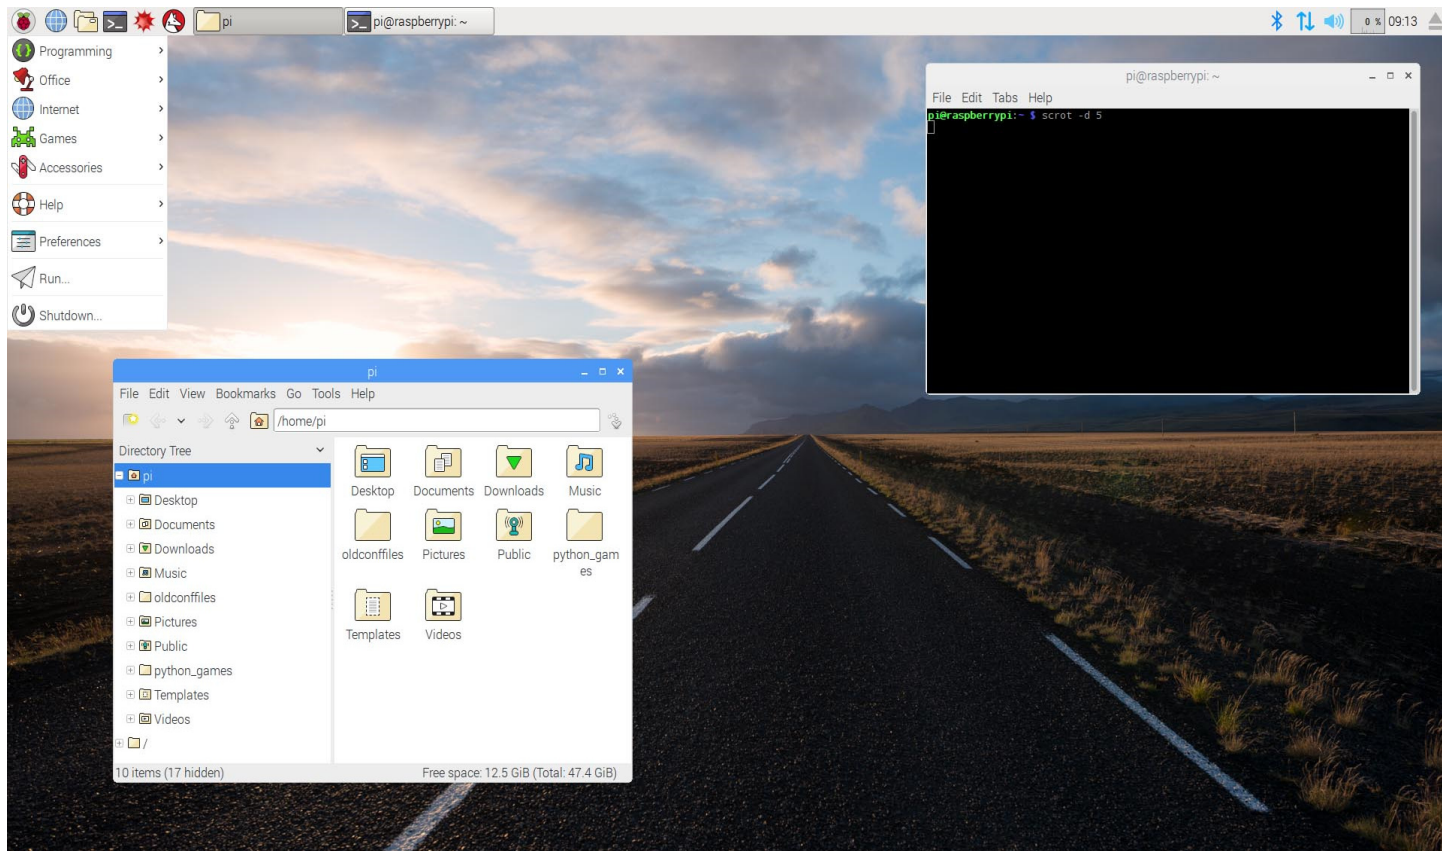 pi
pi@raspberrypi: ~
0 %
09:13
Programming
Office
Internet
Games
Accessories
Help
Preferences
Run...
Shutdown...
pi@raspberrypi: ~
File Edit Tabs Help
pi@raspberrypi:~ $ scrot -d 5
pi
File Edit View Bookmarks Go Tools Help
/home/pi
Directory Tree
pi
Desktop
Documents
Downloads
Music
oldconffiles
Pictures
Public
python_games
Templates
Videos
/
Desktop Documents Downloads Music
oldconffiles Pictures Public python_gam
es
Templates Videos
10 items (17 hidden)
Free space: 12.5 GiB (Total: 47.4 GiB)